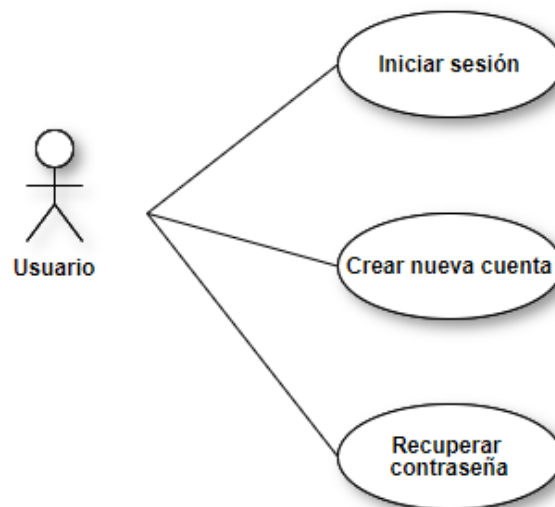 Iniciar sesión
Usuario
Crear nueva cuenta
Recuperar
contraseña